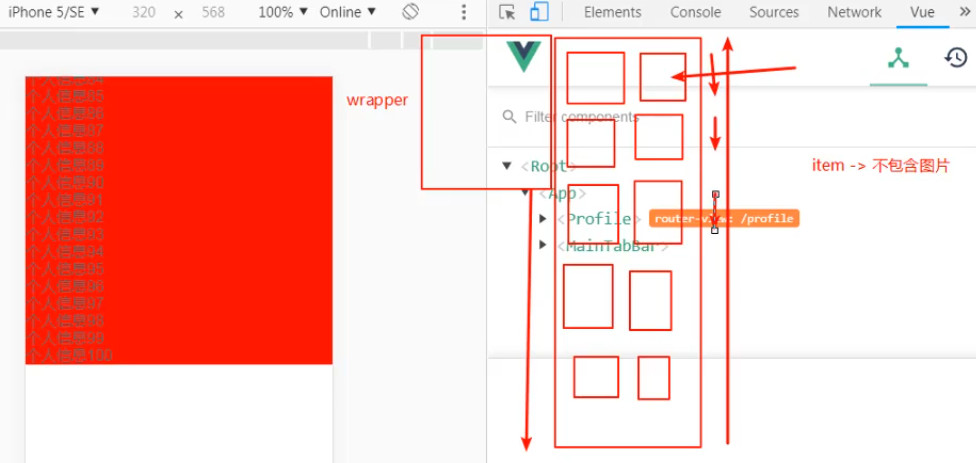 iPhone 5/SE ▼ 320 × 568 100% ▼ Online ▼
Elements Console Sources Network Vue »
wrapper
Filter components
item -> 不包含图片
▼ <Root>
▼ <App>
▶ <Profile> router-view: /profile
▶ <MainTabBar>
个人信息84
个人信息85
个人信息86
个人信息87
个人信息88
个人信息89
个人信息90
个人信息91
个人信息92
个人信息93
个人信息94
个人信息95
个人信息96
个人信息97
个人信息98
个人信息99
个人信息100